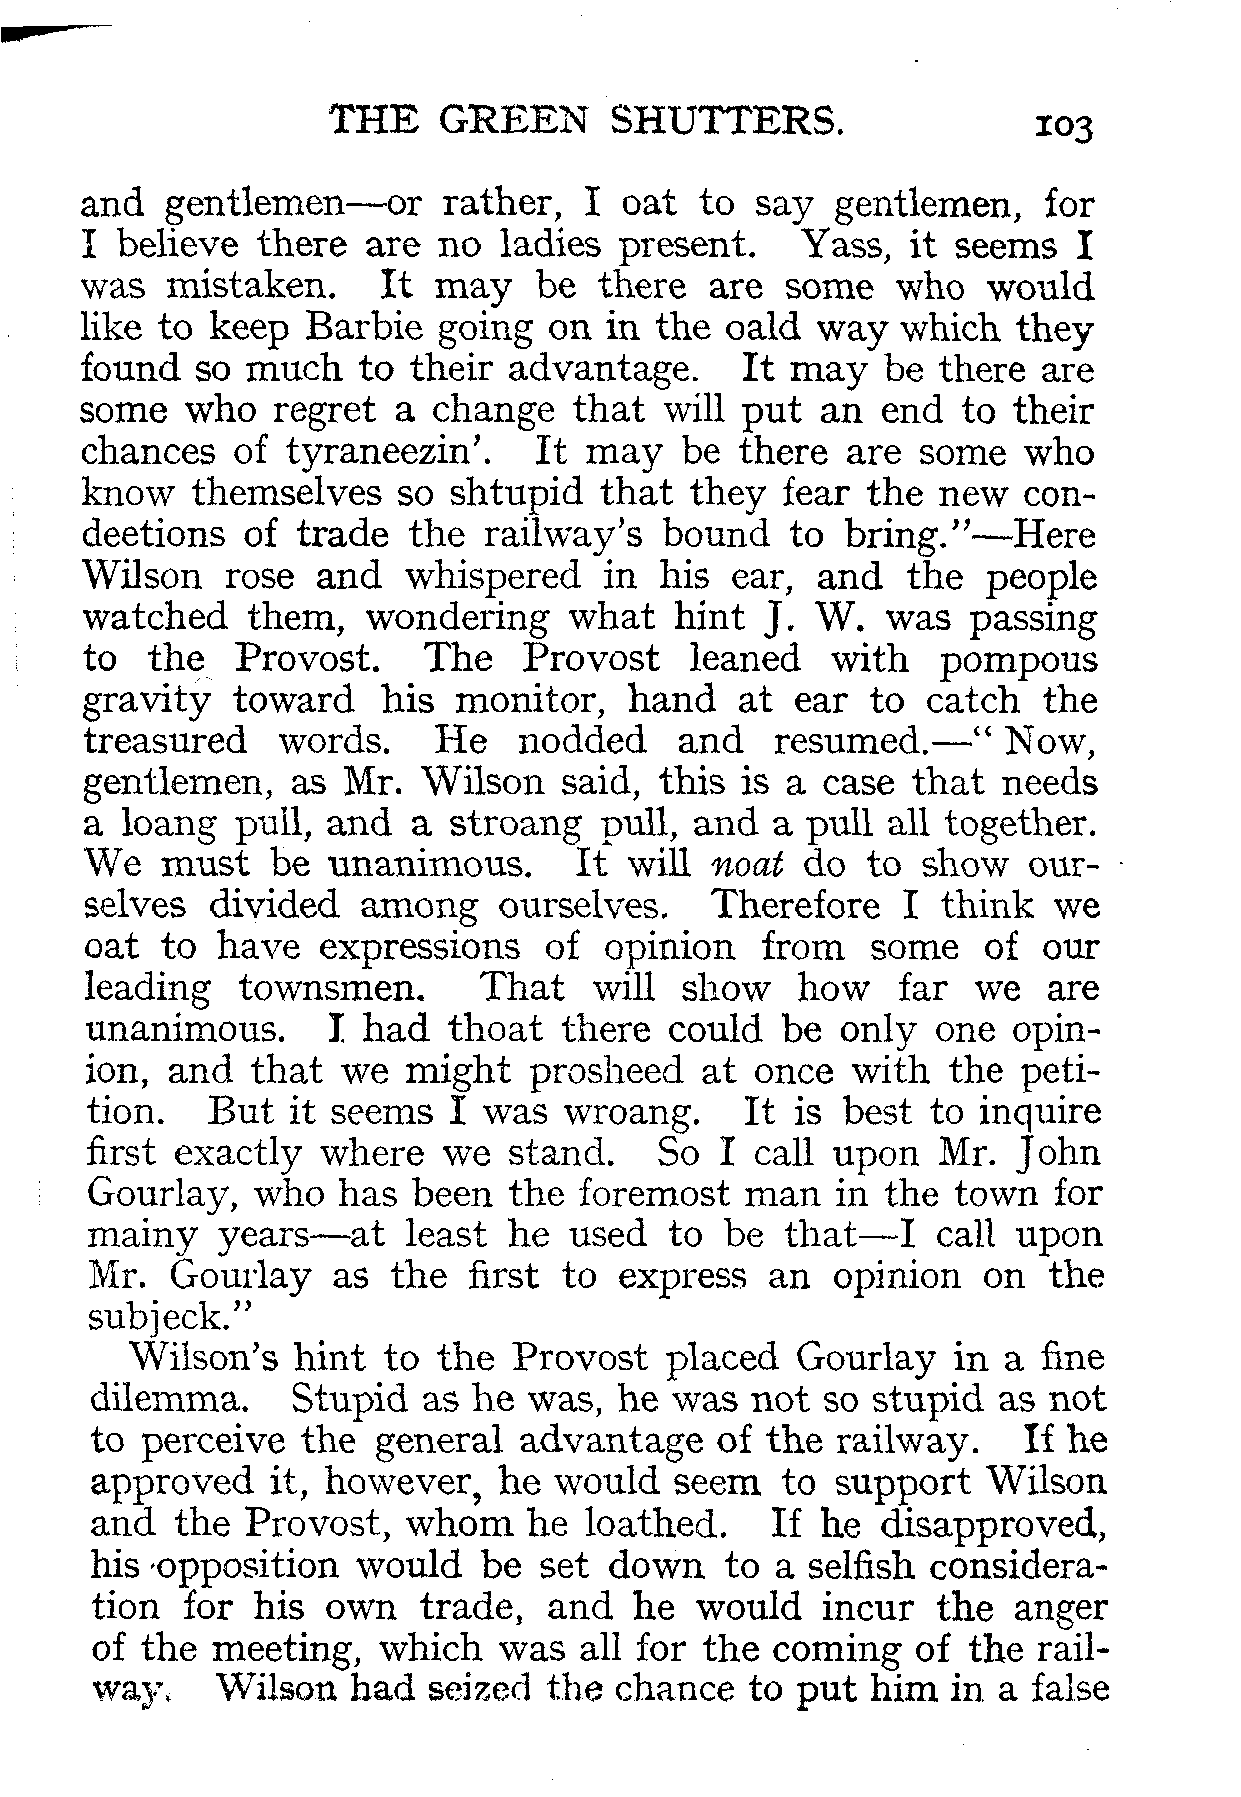 THE GREEN SHUTTERS. 103
and gentlemen—or rather, I oat to say gentlemen, for
I believe there are no ladies present. Yass, it seems I
was mistaken. It may be there are some who would
like to keep Barbie going on in the oald way which they
found so much to their advantage. It may be there are
some who regret a change that will put an end to their
chances of tyraneezin'. It may be there are some who
know themselves so shtupid that they fear the new con-
deetions of trade the railway's bound to bring."—Here
Wilson rose and whispered in his ear, and the people
watched them, wondering what hint J. W. was passing
to the Provost. The Provost leaned with pompous
gravity toward his monitor, hand at ear to catch the
treasured words. He nodded and resumed.—" Now,
gentlemen, as Mr. Wilson said, this is a case that needs
a loang pull, and a stroang pull, and a pull all together.
We must be unanimous. It will noat do to show our-
selves divided among ourselves. Therefore I think we
oat to have expressions of opinion from some of our
leading townsmen. That will show how far we are
unanimous. I had thoat there could be only one opin-
ion, and that we might prosheed at once with the peti-
tion. But it seems I was wroang. It is best to inquire
first exactly where we stand. So I call upon Mr. John
Gourlay, who has been the foremost man in the town for
mainy years—at least he used to be that—I call upon
Mr. Gourlay as the first to express an opinion on the
subjeck."
Wilson's hint to the Provost placed Gourlay in a fine
dilemma. Stupid as he was, he was not so stupid as not
to perceive the general advantage of the railway. If he
approved it, however, he would seem to support Wilson
and the Provost, whom he loathed. If he disapproved,
his opposition would be set down to a selfish considera-
tion for his own trade, and he would incur the anger
of the meeting, which was all for the coming of the rail-
way. Wilson had seized the chance to put him in a false